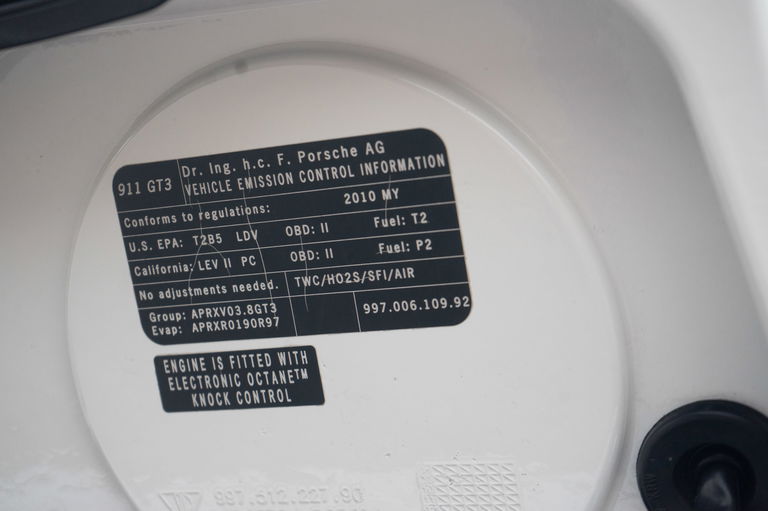 911 GT3 Dr. Ing. h.c. F. Porsche AG
VEHICLE EMISSION CONTROL INFORMATION
Conforms to regulations: 2010 MY
U.S. EPA: T2B5 LDV OBD: II Fuel: T2
California: LEV II PC OBD: II Fuel: P2
No adjustments needed. TWC/HO2S/SFI/AIR
Group: APRXV03.8GT3
Evap: APRXR0190R97
997.006.109.92
ENGINE IS FITTED WITH
ELECTRONIC OCTANE™
KNOCK CONTROL
997.512.227.90